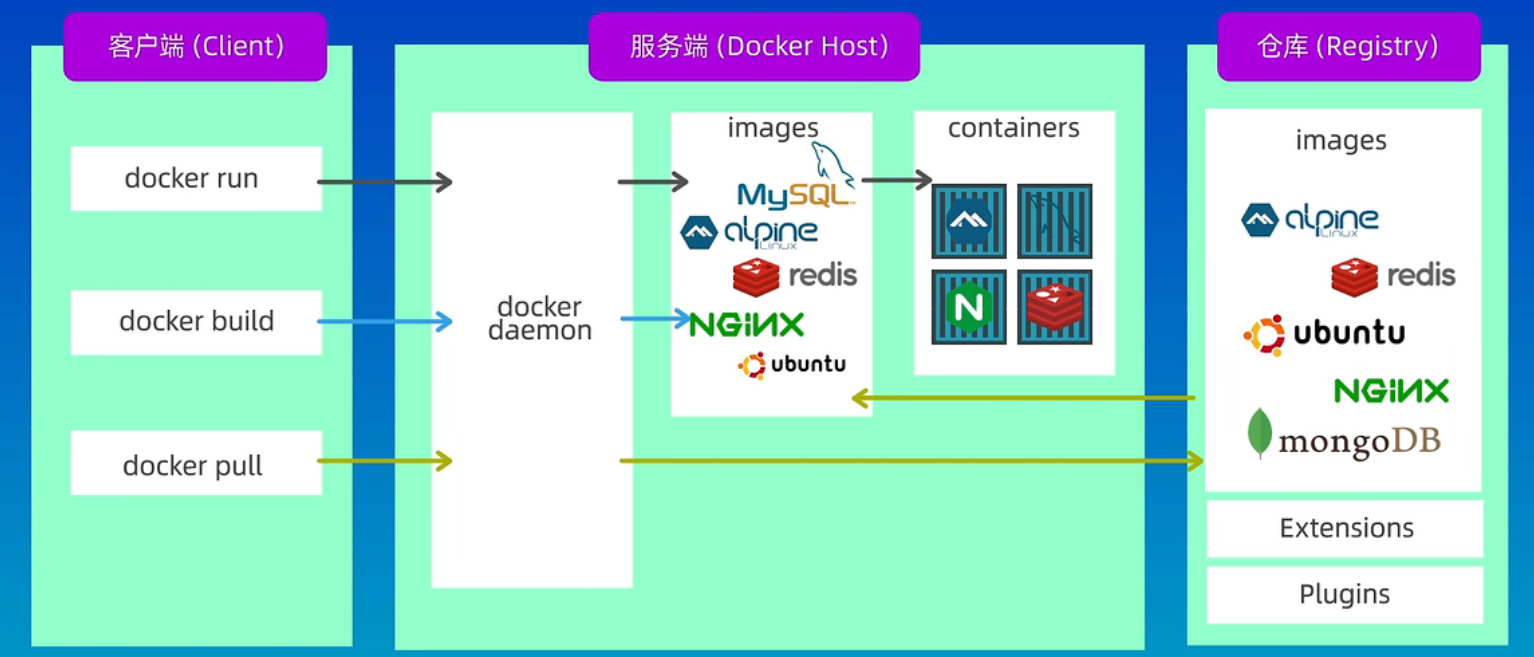 客户端 (Client)
docker run
docker build
docker pull
服务端 (Docker Host)
docker
daemon
images
MySQL
alpine
Linux
redis
NGiNX
ubuntu
containers
N
仓库 (Registry)
images
alpine
Linux
redis
ubuntu
NGiNX
mongoDB
Extensions
Plugins